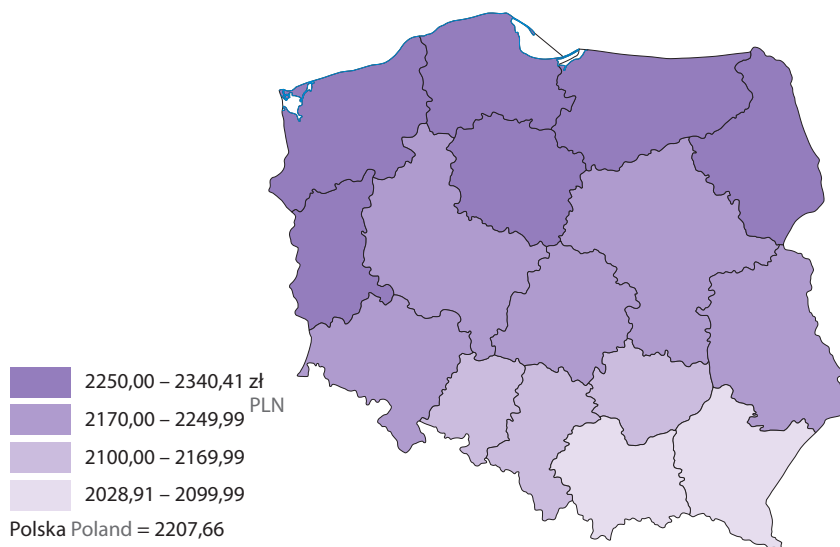 2250,00 – 2340,41 zł
PLN
2170,00 – 2249,99
2100,00 – 2169,99
2028,91 – 2099,99
Polska Poland = 2207,66